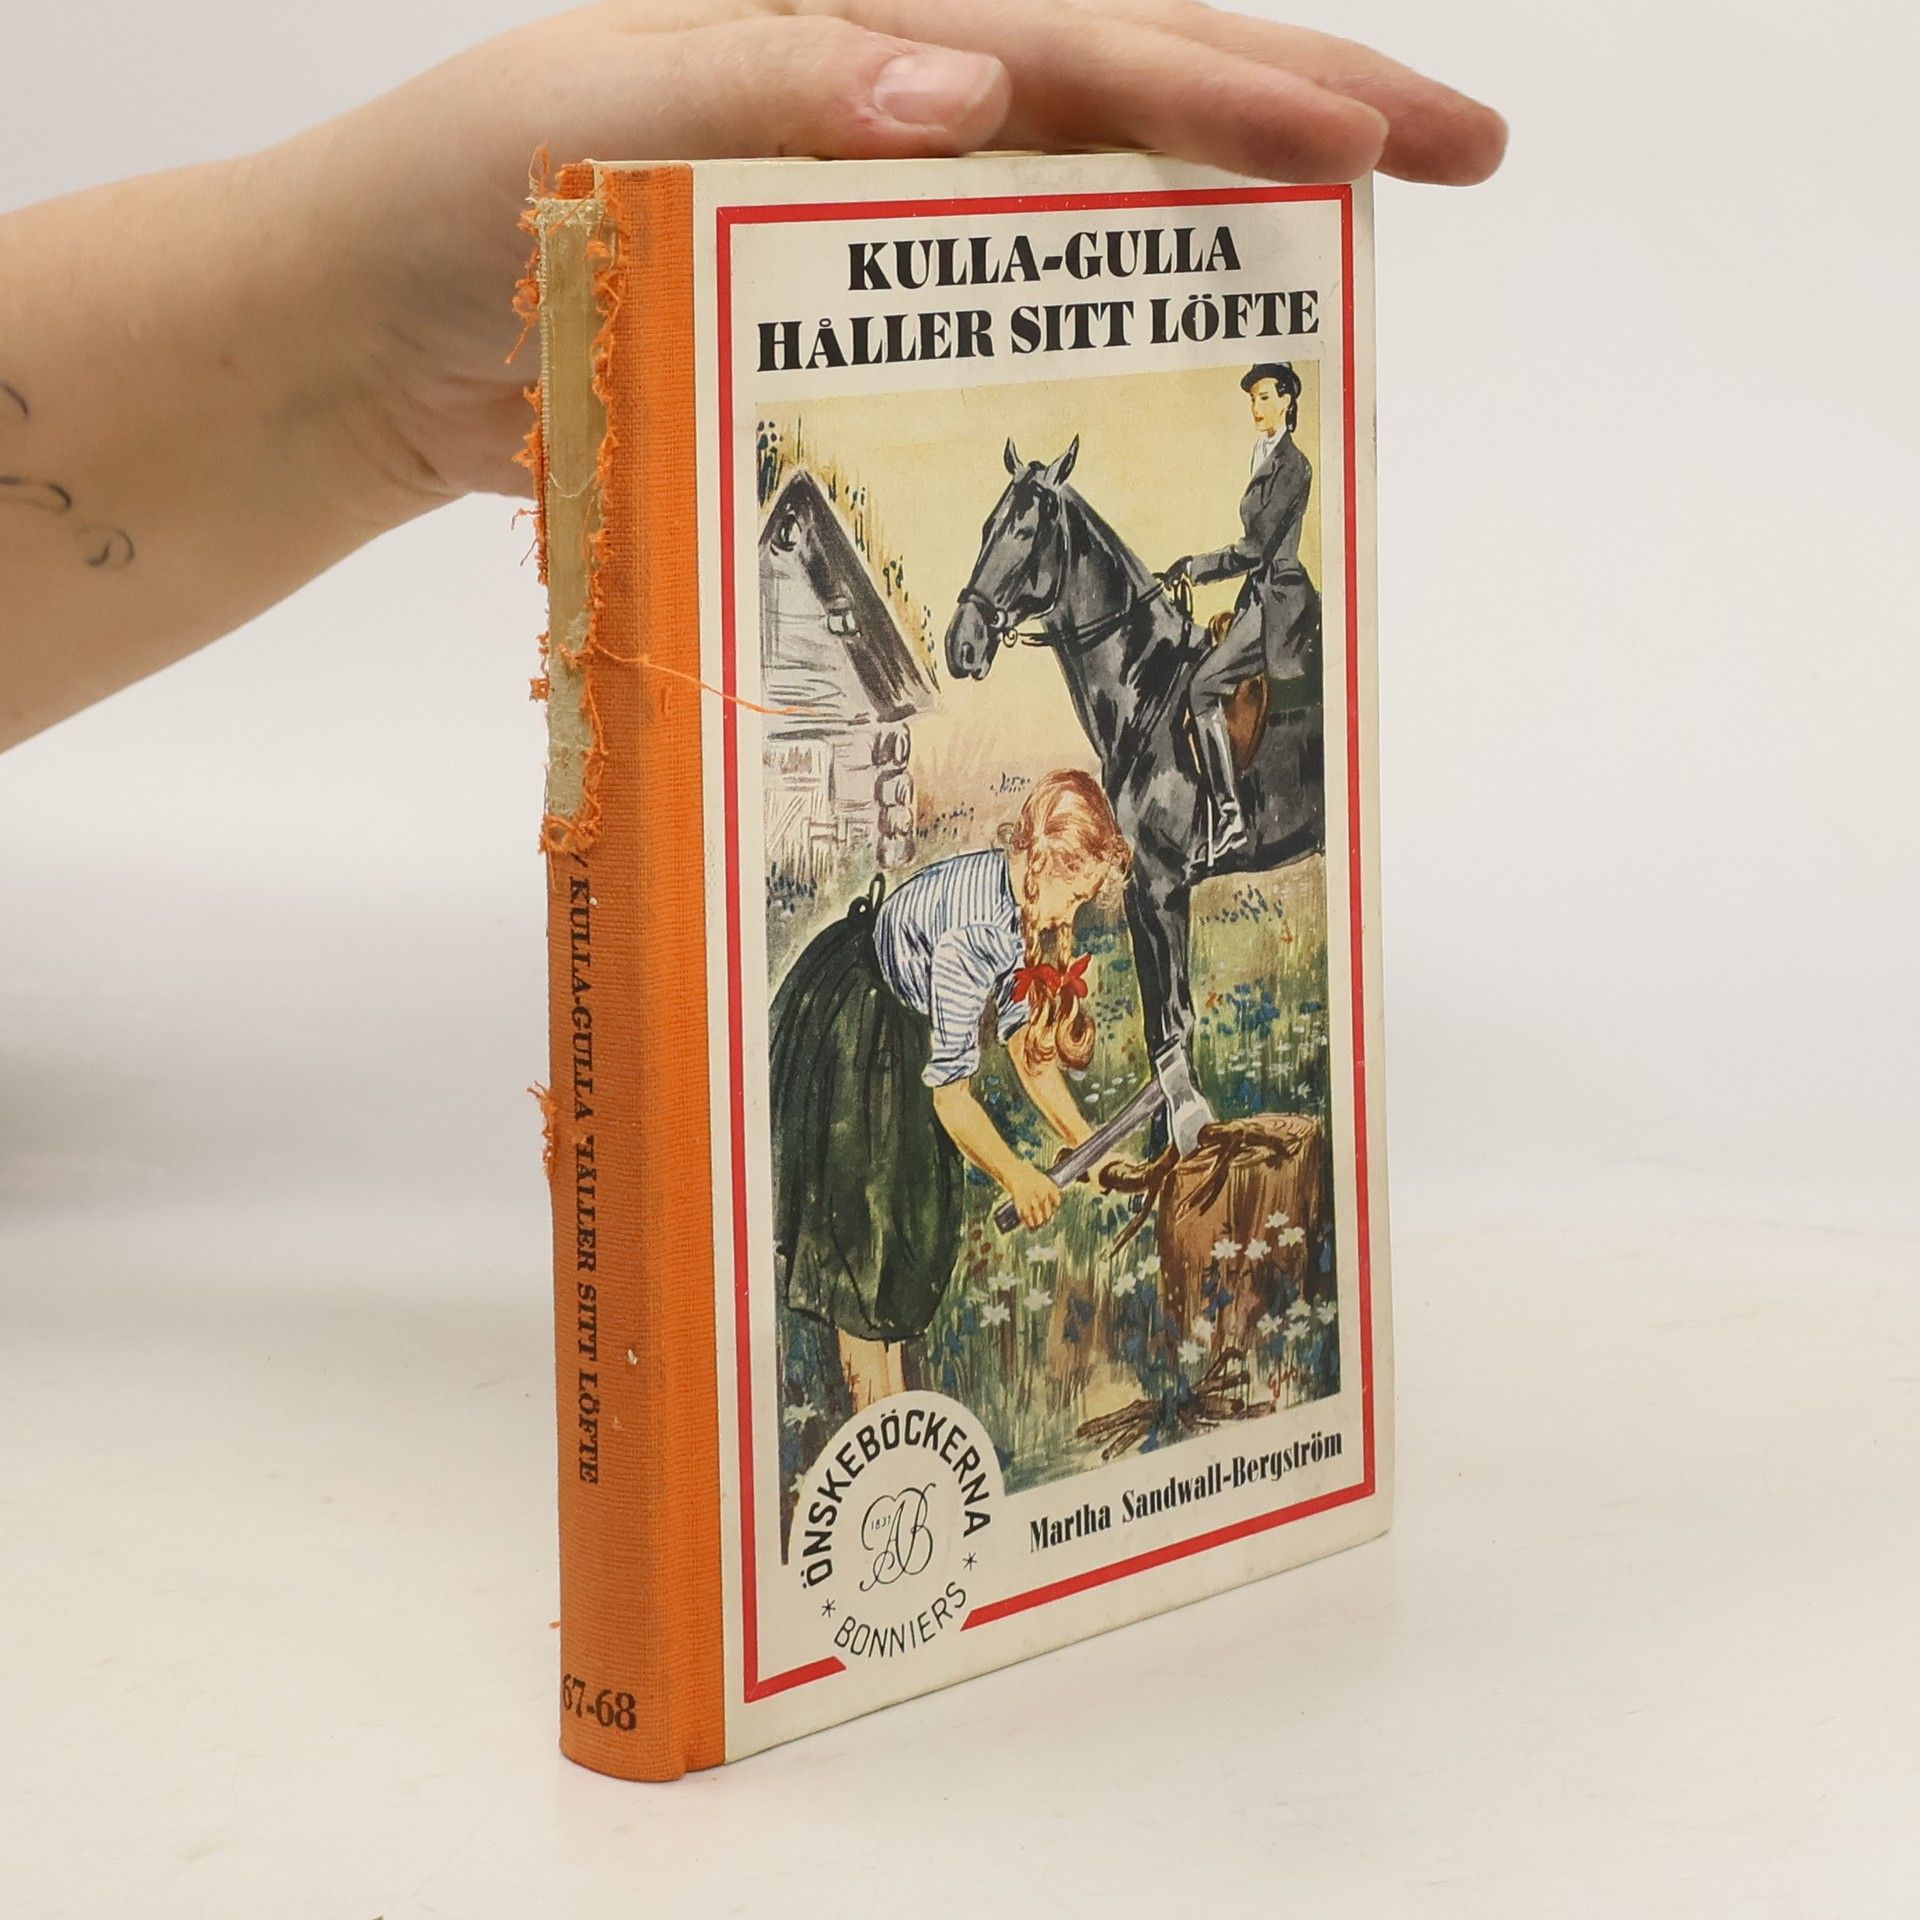 KULLA-GULLA
HÅLLER SITT LÖFTE
Martha Sandwall-Bergström
ÖNSKEBÖCKERNA
1837
AB
* BONNIERS *
/ KULLA-GULLA HÅLLER SITT LÖFTE
67-68